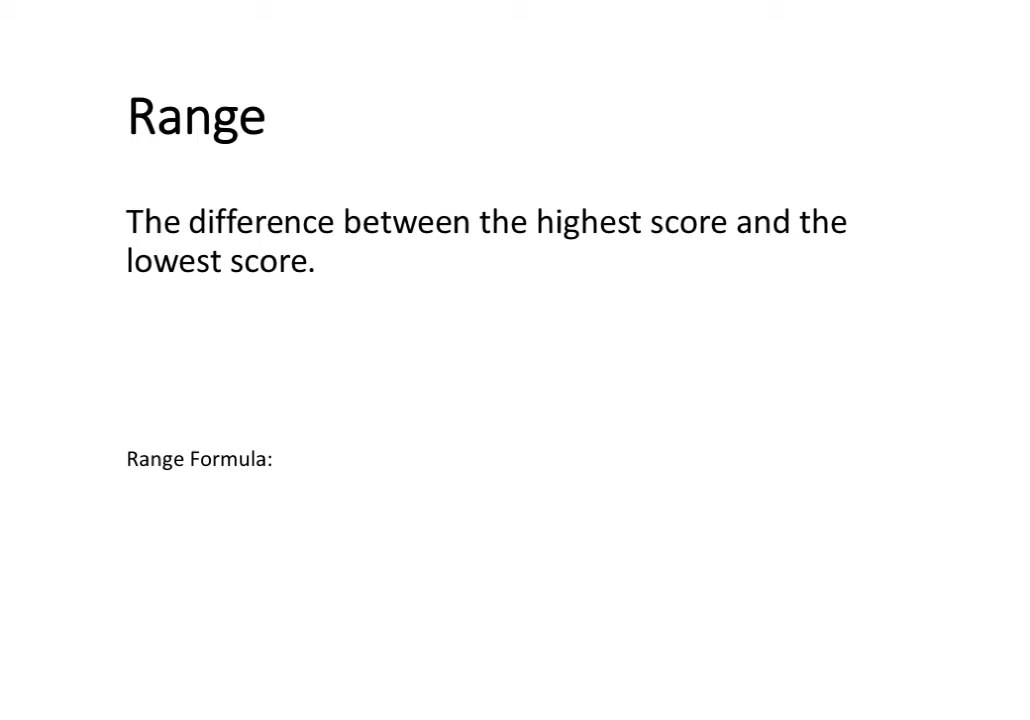 Range
The difference between the highest score and the
lowest score.
Range Formula: